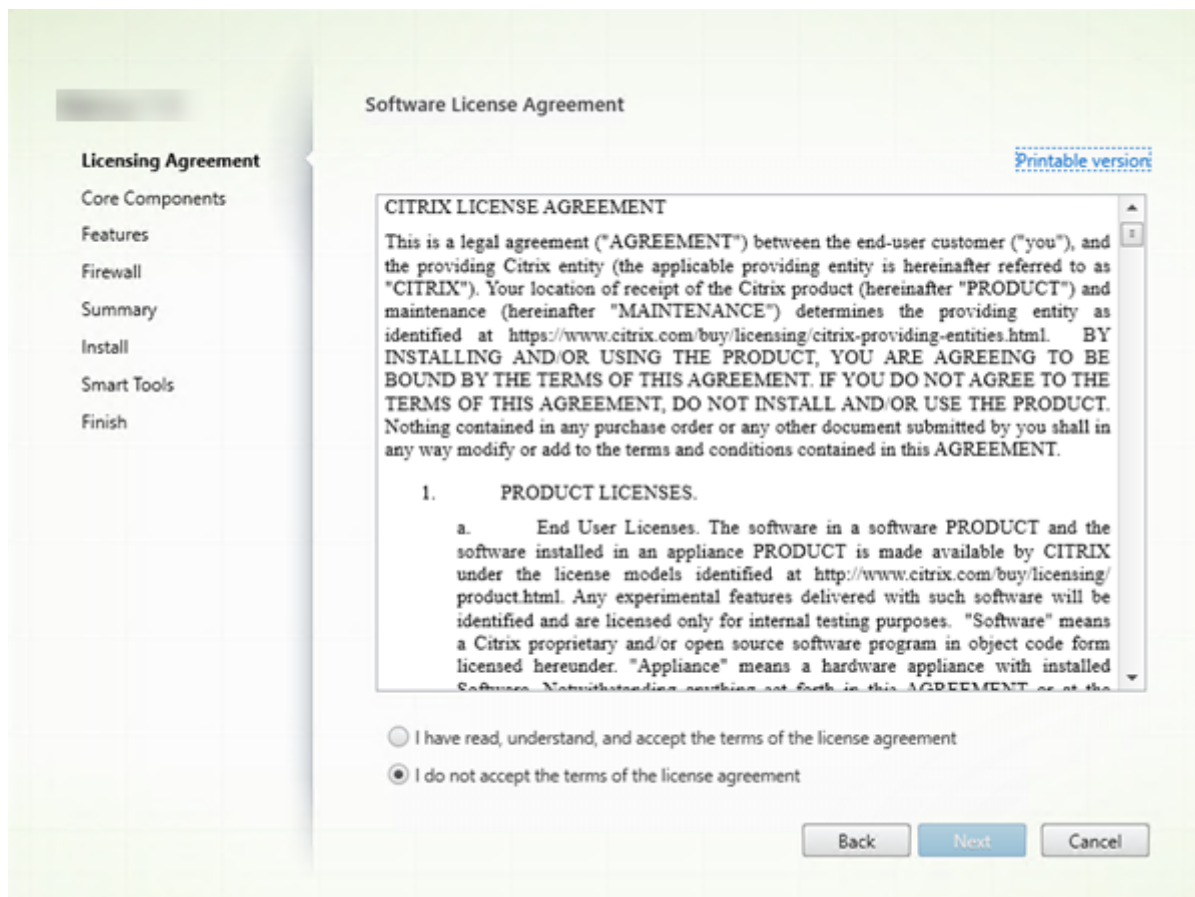 Software License Agreement
Licensing Agreement
Core Components
Features
Firewall
Summary
Install
Smart Tools
Finish
Printable version
CITRIX LICENSE AGREEMENT
This is a legal agreement ("AGREEMENT") between the end-user customer ("you"), and
the providing Citrix entity (the applicable providing entity is hereinafter referred to as
"CITRIX"). Your location of receipt of the Citrix product (hereinafter "PRODUCT") and
maintenance (hereinafter "MAINTENANCE") determines the providing entity as
identified at https://www.citrix.com/buy/licensing/citrix-providing-entities.html. BY
INSTALLING AND/OR USING THE PRODUCT, YOU ARE AGREEING TO BE
BOUND BY THE TERMS OF THIS AGREEMENT. IF YOU DO NOT AGREE TO THE
TERMS OF THIS AGREEMENT, DO NOT INSTALL AND/OR USE THE PRODUCT.
Nothing contained in any purchase order or any other document submitted by you shall in
any way modify or add to the terms and conditions contained in this AGREEMENT.
1. PRODUCT LICENSES.
a. End User Licenses. The software in a software PRODUCT and the
software installed in an appliance PRODUCT is made available by CITRIX
under the license models identified at http://www.citrix.com/buy/licensing/
product.html. Any experimental features delivered with such software will be
identified and are licensed only for internal testing purposes. "Software" means
a Citrix proprietary and/or open source software program in object code form
licensed hereunder. "Appliance" means a hardware appliance with installed
Software. Notwithstanding anything set forth in this AGREEMENT or at the
I have read, understand, and accept the terms of the license agreement
I do not accept the terms of the license agreement
Back
Next
Cancel